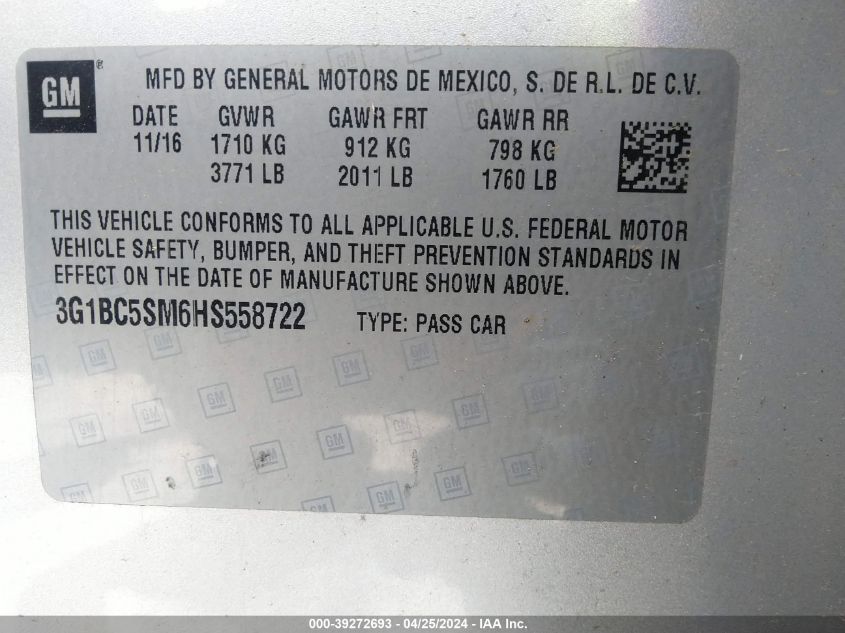 GM®
MFD BY GENERAL MOTORS DE MEXICO, S. DE R.L. DE C.V.
DATE GVWR GAWR FRT GAWR RR
11/16 1710 KG 912 KG 798 KG
3771 LB 2011 LB 1760 LB
THIS VEHICLE CONFORMS TO ALL APPLICABLE U.S. FEDERAL MOTOR
VEHICLE SAFETY, BUMPER, AND THEFT PREVENTION STANDARDS IN
EFFECT ON THE DATE OF MANUFACTURE SHOWN ABOVE.
3G1BC5SM6HS558722 TYPE: PASS CAR
000-39272693 - 04/25/2024 - IAA Inc.